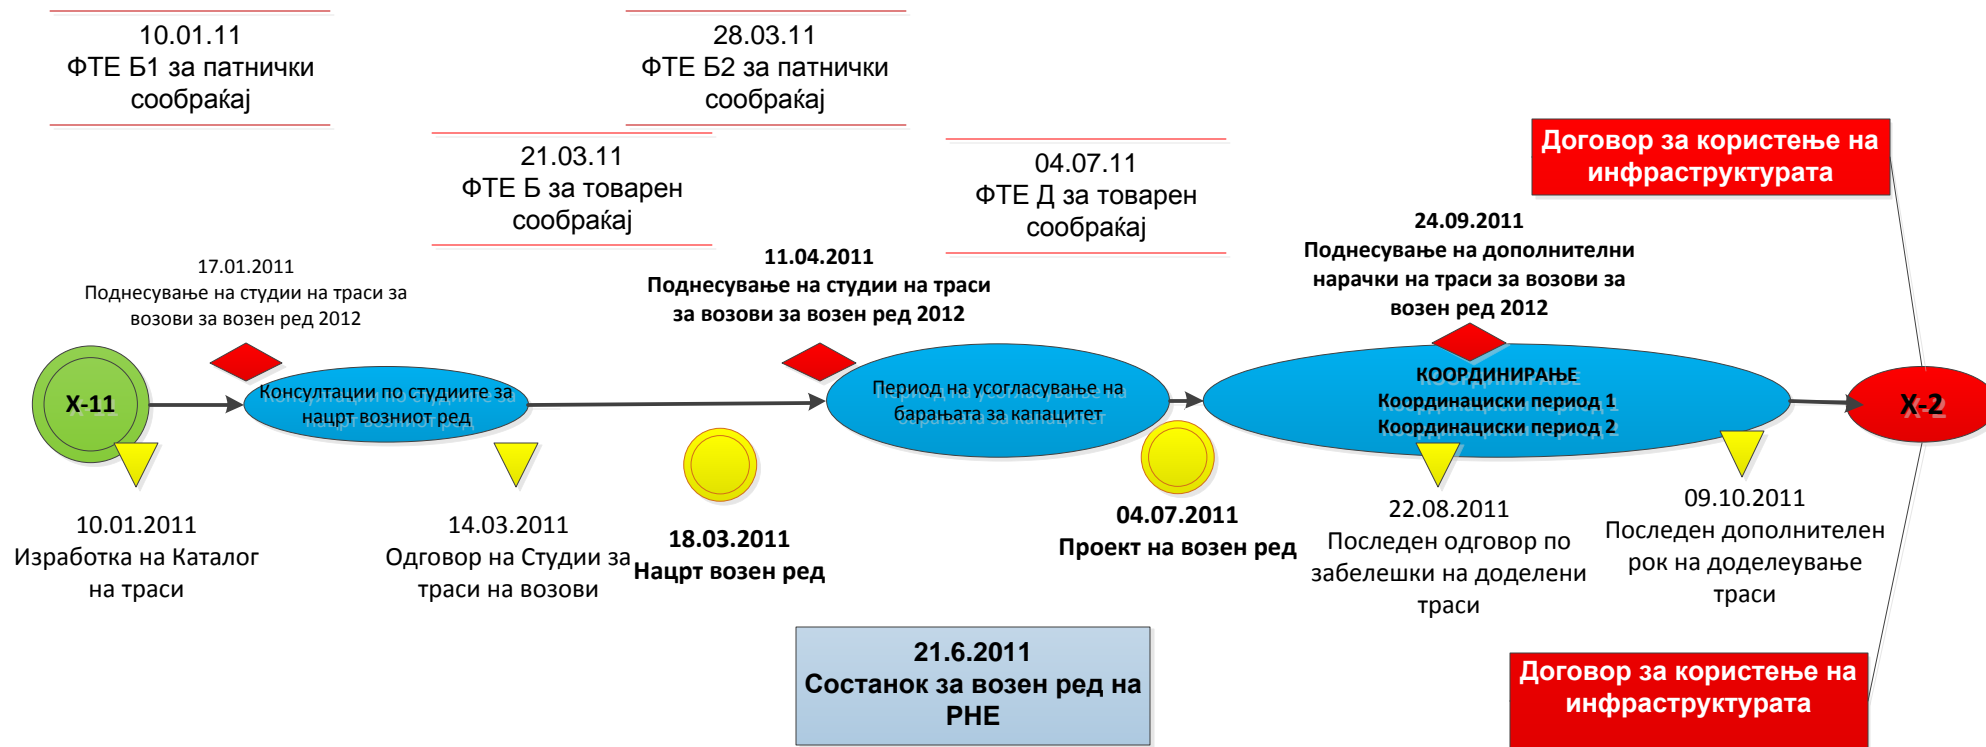 10.01.11
ФТЕ Б1 за патнички
сообраќај
28.03.11
ФТЕ Б2 за патнички
сообраќај
21.03.11
ФТЕ Б за товарен
сообраќај
04.07.11
ФТЕ Д за товарен
сообраќај
Договор за користење на
инфраструктурата
17.01.2011
Поднесување на студии на траси за
возови за возен ред 2012
11.04.2011
Поднесување на студии на траси
за возови за возен ред 2012
24.09.2011
Поднесување на дополнителни
нарачки на траси за возови за
возен ред 2012
Х-11
Консултации по студиите за
нацрт возниот ред
Период на усогласување на
барањата за капацитет
КООРДИНИРАЊЕ
Координациски период 1
Координациски период 2
Х-2
10.01.2011
Изработка на Каталог
на траси
14.03.2011
Одговор на Студии за
траси на возови
18.03.2011
Нацрт возен ред
04.07.2011
Проект на возен ред
22.08.2011
Последен одговор по
забелешки на доделени
траси
09.10.2011
Последен дополнителен
рок на доделеување
траси
21.6.2011
Состанок за возен ред на
РНЕ
Договор за користење на
инфраструктурата